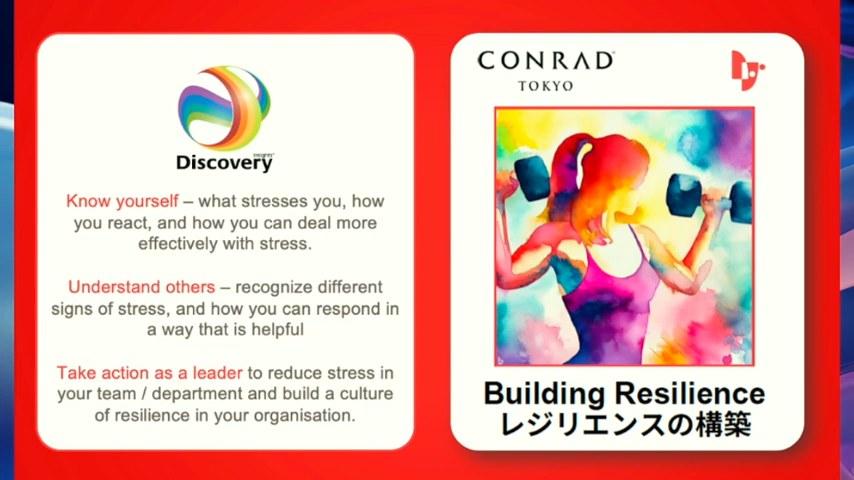 Insights
Discovery
Know yourself – what stresses you, how
you react, and how you can deal more
effectively with stress.
Understand others – recognize different
signs of stress, and how you can respond in
a way that is helpful
Take action as a leader to reduce stress in
your team / department and build a culture
of resilience in your organisation.
CONRAD
TOKYO
Building Resilience
レジリエンスの構築